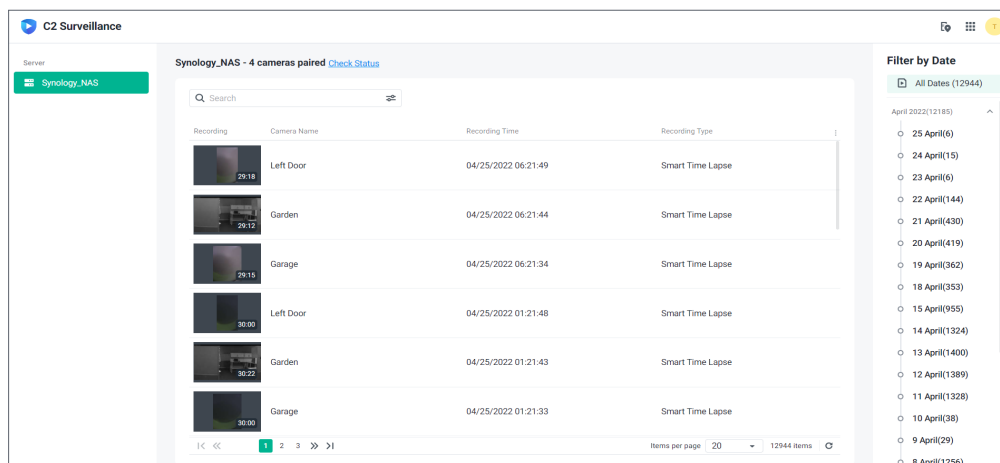 C2 Surveillance
T
Server
Synology_NAS
Synology_NAS - 4 cameras paired Check Status
Search
Recording Camera Name Recording Time Recording Type
29:18 Left Door 04/25/2022 06:21:49 Smart Time Lapse
29:12 Garden 04/25/2022 06:21:44 Smart Time Lapse
29:15 Garage 04/25/2022 06:21:34 Smart Time Lapse
30:00 Left Door 04/25/2022 01:21:48 Smart Time Lapse
30:22 Garden 04/25/2022 01:21:43 Smart Time Lapse
30:00 Garage 04/25/2022 01:21:33 Smart Time Lapse
1 2 3 Items per page 20 12944 items
Filter by Date
All Dates (12944)
April 2022(12185)
25 April(6)
24 April(15)
23 April(6)
22 April(144)
21 April(430)
20 April(419)
19 April(362)
18 April(353)
15 April(955)
14 April(1324)
13 April(1400)
12 April(1389)
11 April(1328)
10 April(38)
9 April(29)
8 April(1256)